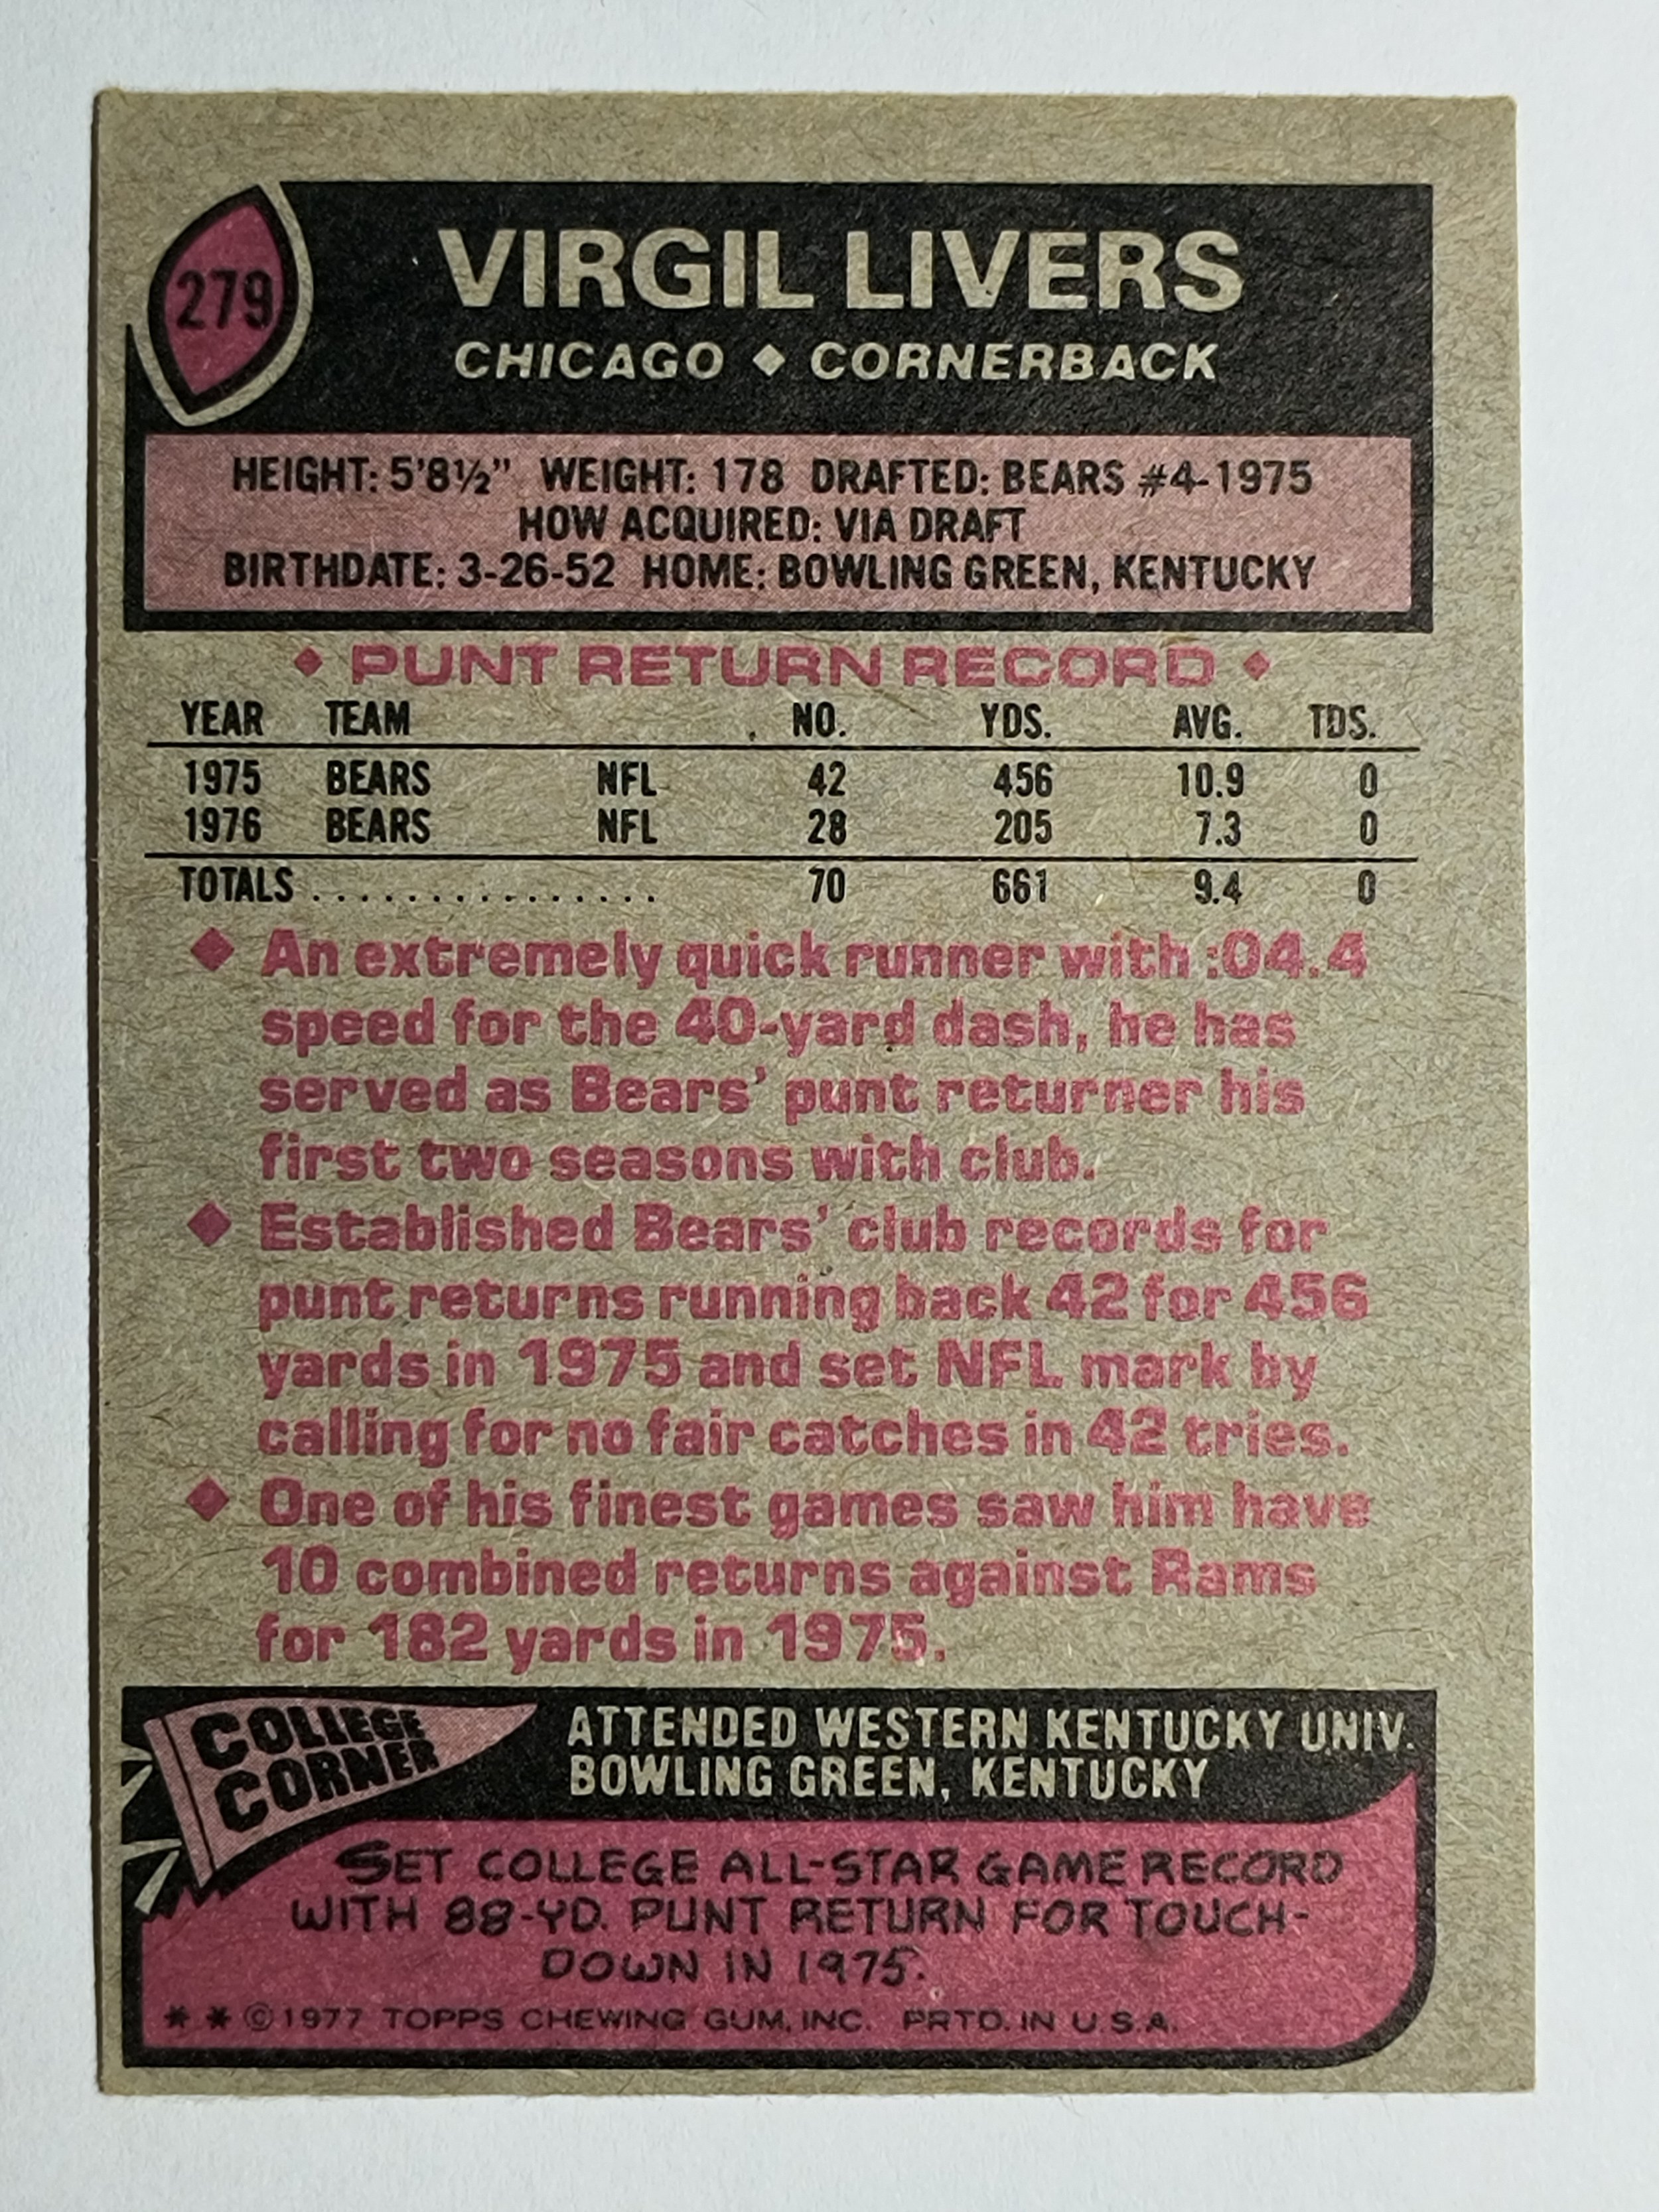 279
VIRGIL LIVERS
CHICAGO ♦ CORNERBACK
HEIGHT: 5'8½" WEIGHT: 178 DRAFTED: BEARS #4-1975
HOW ACQUIRED: VIA DRAFT
BIRTHDATE: 3-26-52 HOME: BOWLING GREEN, KENTUCKY
♦ PUNT RETURN RECORD ♦
YEAR TEAM NO. YDS. AVG. TDS.
1975 BEARS NFL 42 456 10.9 0
1976 BEARS NFL 28 205 7.3 0
TOTALS ............... 70 661 9.4 0
♦ An extremely quick runner with :04.4
speed for the 40-yard dash, he has
served as Bears' punt returner his
first two seasons with club.
♦ Established Bears' club records for
punt returns running back 42 for 456
yards in 1975 and set NFL mark by
calling for no fair catches in 42 tries.
♦ One of his finest games saw him have
10 combined returns against Rams
for 182 yards in 1975.
COLLEGE
CORNER
ATTENDED WESTERN KENTUCKY UNIV.
BOWLING GREEN, KENTUCKY
SET COLLEGE ALL-STAR GAME RECORD
WITH 88-YD. PUNT RETURN FOR TOUCH-
DOWN IN 1975.
* * © 1977 TOPPS CHEWING GUM, INC. PRTD. IN U.S.A.